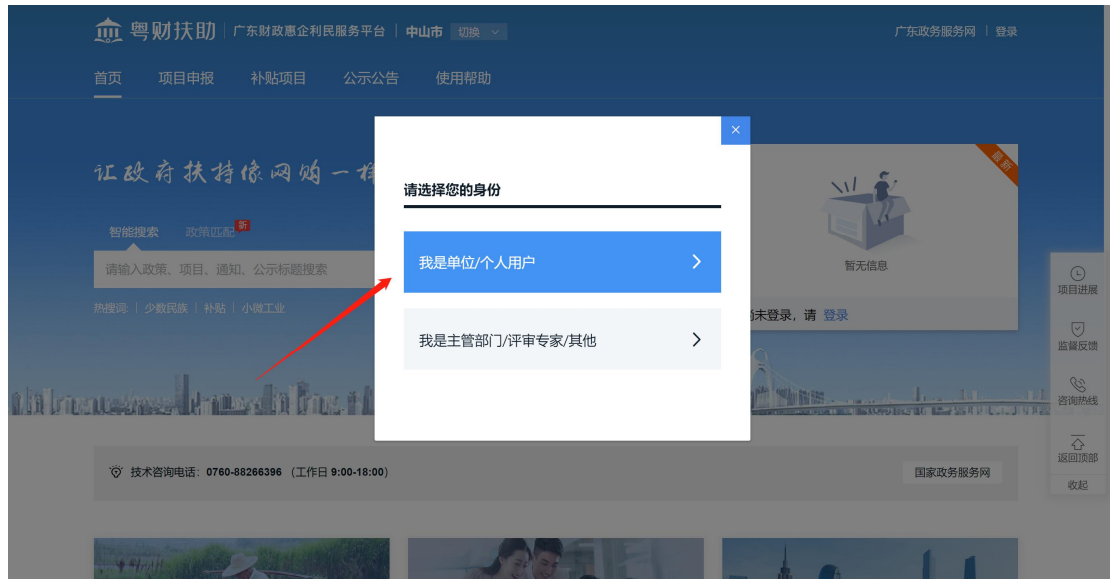 粤财扶助 广东财政惠企利民服务平台 中山市 切换 广东政务服务网 登录
首页 项目申报 补贴项目 公示公告 使用帮助
让政府扶持像网购一样
最新
请选择您的身份
智能搜索 政策匹配 新
请输入政策、项目、通知、公示标题搜索
热搜词: 少数民族 补贴 小微工业
我是单位/个人用户
我是主管部门/评审专家/其他
暂无信息
未登录，请 登录
项目进展
监督反馈
咨询热线
返回顶部
收起
技术咨询电话: 0760-88266396 （工作日 9:00-18:00）
国家政务服务网